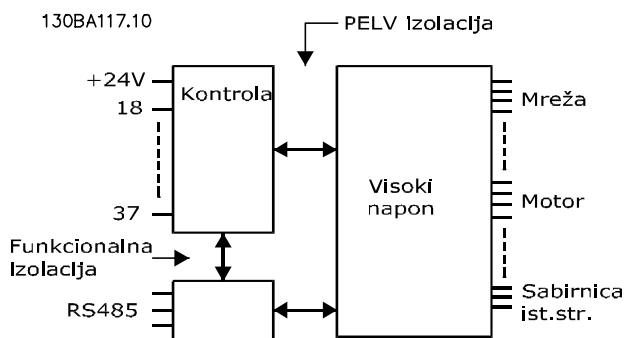 130BA117.10
PELV izolacija
+24V
18
37
Kontrola
Visoki
napon
Mreža
Motor
Sabirnica
ist.str.
Funkcionalna
izolacija
RS485